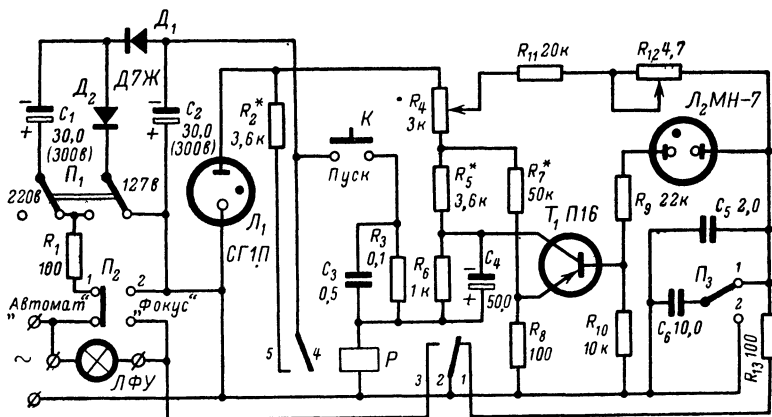 Д₁
Д₂
Д7Ж
− C₁ + 30,0 (300в)
− C₂ + 30,0 (300в)
П₁
220в
127в
R₁ 100
П₂
1
2
„Автомат“
„Фокус“
~
ЛФУ
R₂* 3,6к
Л₁
СГ1П
К
Пуск
5
4
C₃ 0,5
R₃ 0,1
Р
R₄ 3к
R₅* 3,6к
R₆ 1к
− C₄ + 50,0
R₇* 50к
R₈ 100
3
2
1
T₁ П16
R₉ 22к
R₁₀ 10к
R₁₁ 20к
R₁₂ 4,7
Л₂ МН-7
C₅ 2,0
П₃
1
2
C₆ 10,0
R₁₃ 100